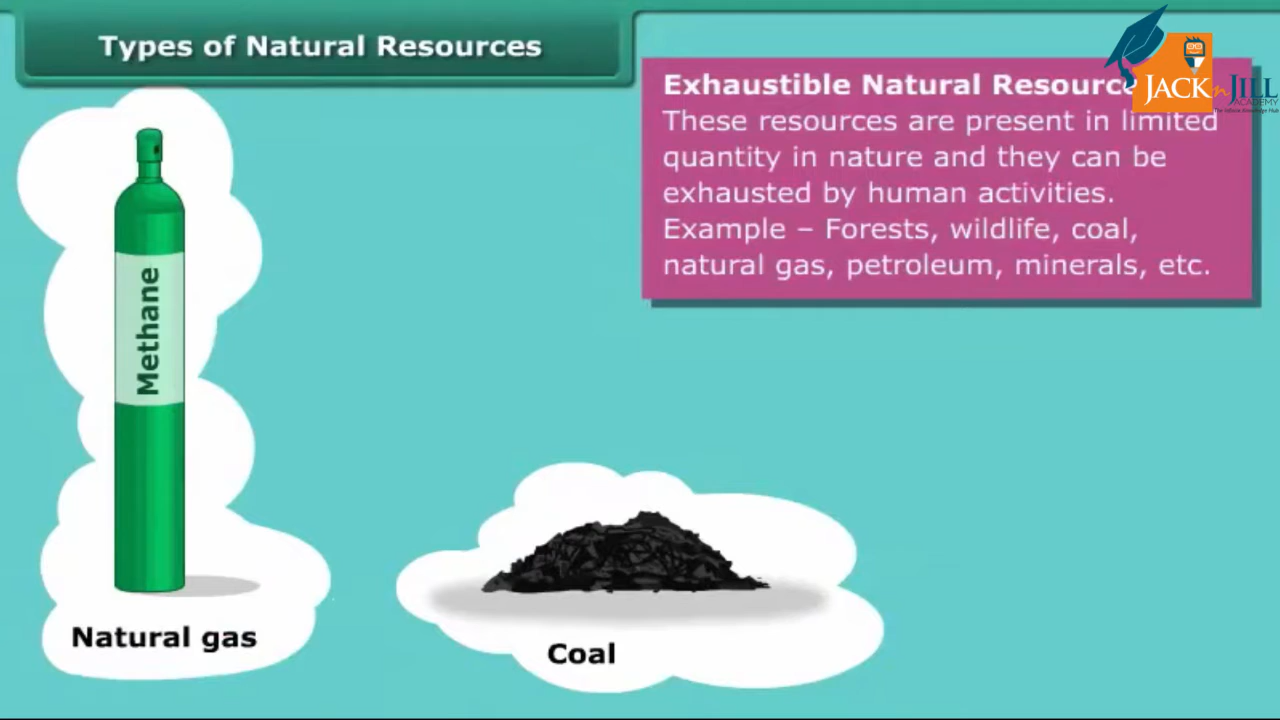 Types of Natural Resources
Exhaustible Natural Resourc
These resources are present in limited
quantity in nature and they can be
exhausted by human activities.
Example – Forests, wildlife, coal,
natural gas, petroleum, minerals, etc.
JACK n JILL
ACADEMY
Methane
Natural gas
Coal